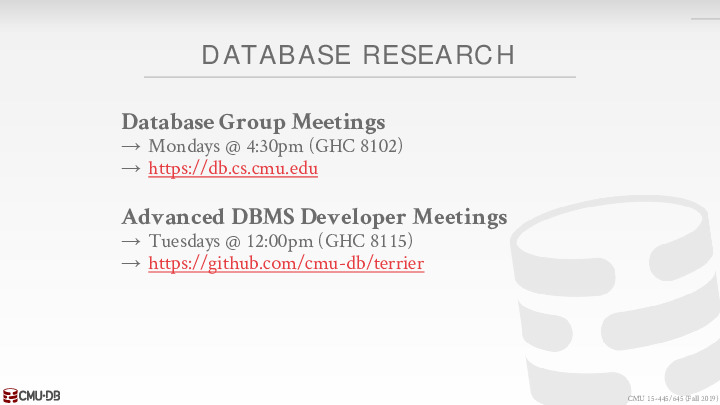 DATABASE RESEARCH
Database Group Meetings
→ Mondays @ 4:30pm (GHC 8102)
→ https://db.cs.cmu.edu
Advanced DBMS Developer Meetings
→ Tuesdays @ 12:00pm (GHC 8115)
→ https://github.com/cmu-db/terrier
CMU·DB
CMU 15-445/645 (Fall 2019)